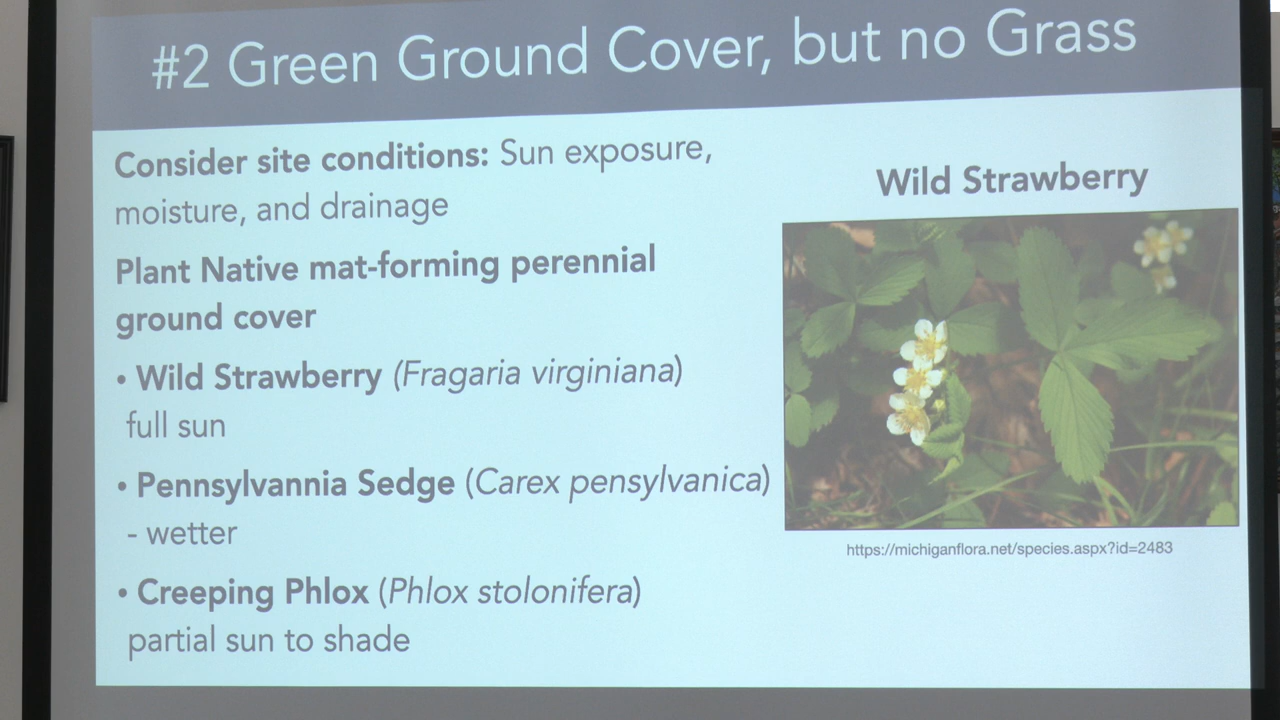 #2 Green Ground Cover, but no Grass
Consider site conditions: Sun exposure,
moisture, and drainage
Plant Native mat-forming perennial
ground cover
• Wild Strawberry (Fragaria virginiana)
full sun
• Pennsylvannia Sedge (Carex pensylvanica)
- wetter
• Creeping Phlox (Phlox stolonifera)
partial sun to shade
Wild Strawberry
https://michiganflora.net/species.aspx?id=2483